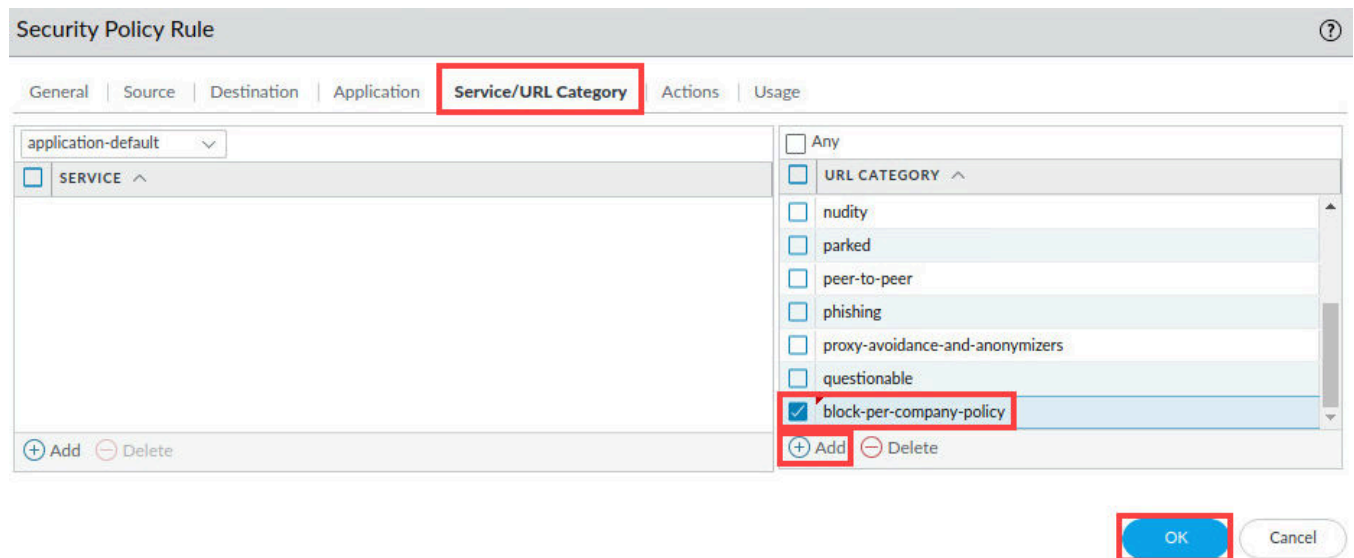 Security Policy Rule
General | Source | Destination | Application | Service/URL Category | Actions | Usage
application-default
SERVICE
Add Delete
Any
URL CATEGORY
nudity
parked
peer-to-peer
phishing
proxy-avoidance-and-anonymizers
questionable
block-per-company-policy
Add Delete
OK Cancel